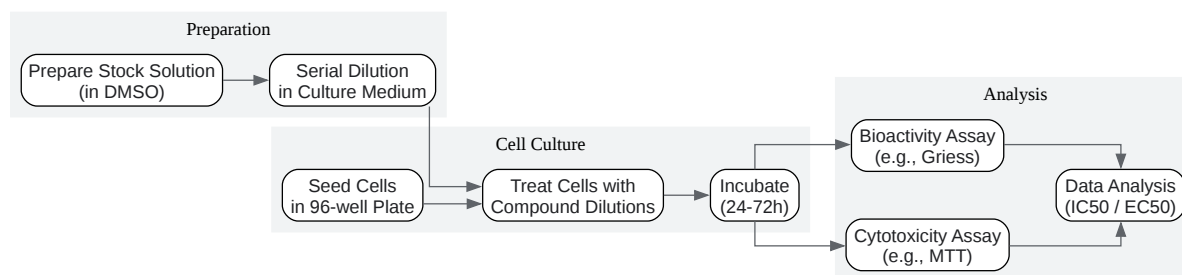 Preparation
Prepare Stock Solution
(in DMSO)
Serial Dilution
in Culture Medium
Cell Culture
Seed Cells
in 96-well Plate
Treat Cells with
Compound Dilutions
Incubate
(24-72h)
Analysis
Bioactivity Assay
(e.g., Griess)
Cytotoxicity Assay
(e.g., MTT)
Data Analysis
(IC50 / EC50)